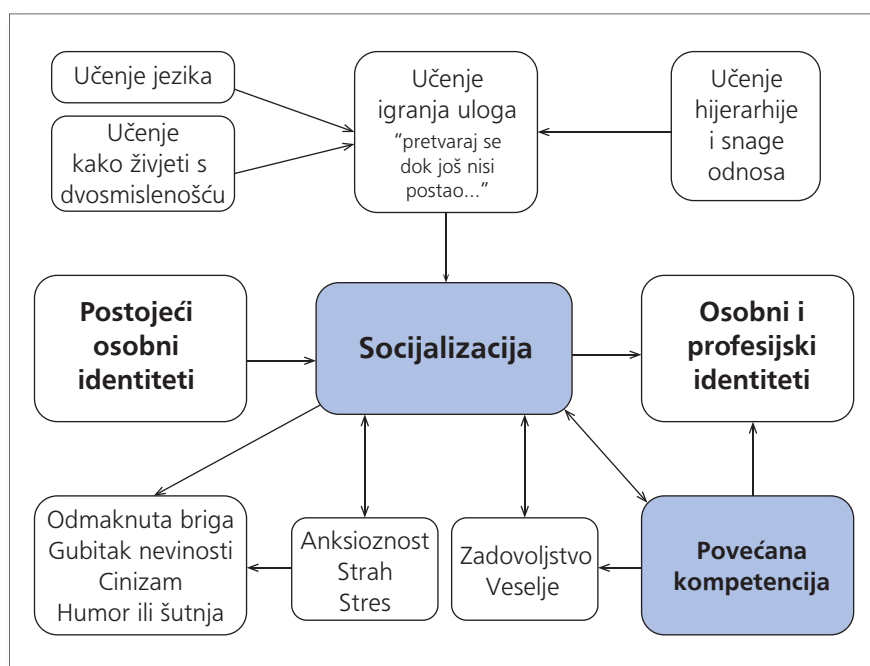 Učenje jezika
Učenje
kako živjeti s
dvosmislenošću
Učenje
igranja uloga
“pretvaraj se
dok još nisi
postao...”
Učenje
hijerarhije
i snage
odnosa
Postojeći
osobni
identiteti
Socijalizacija
Osobni i
profesijski
identiteti
Odmaknuta briga
Gubitak nevinosti
Cinizam
Humor ili šutnja
Anksioznost
Strah
Stres
Zadovoljstvo
Veselje
Povećana
kompetencija